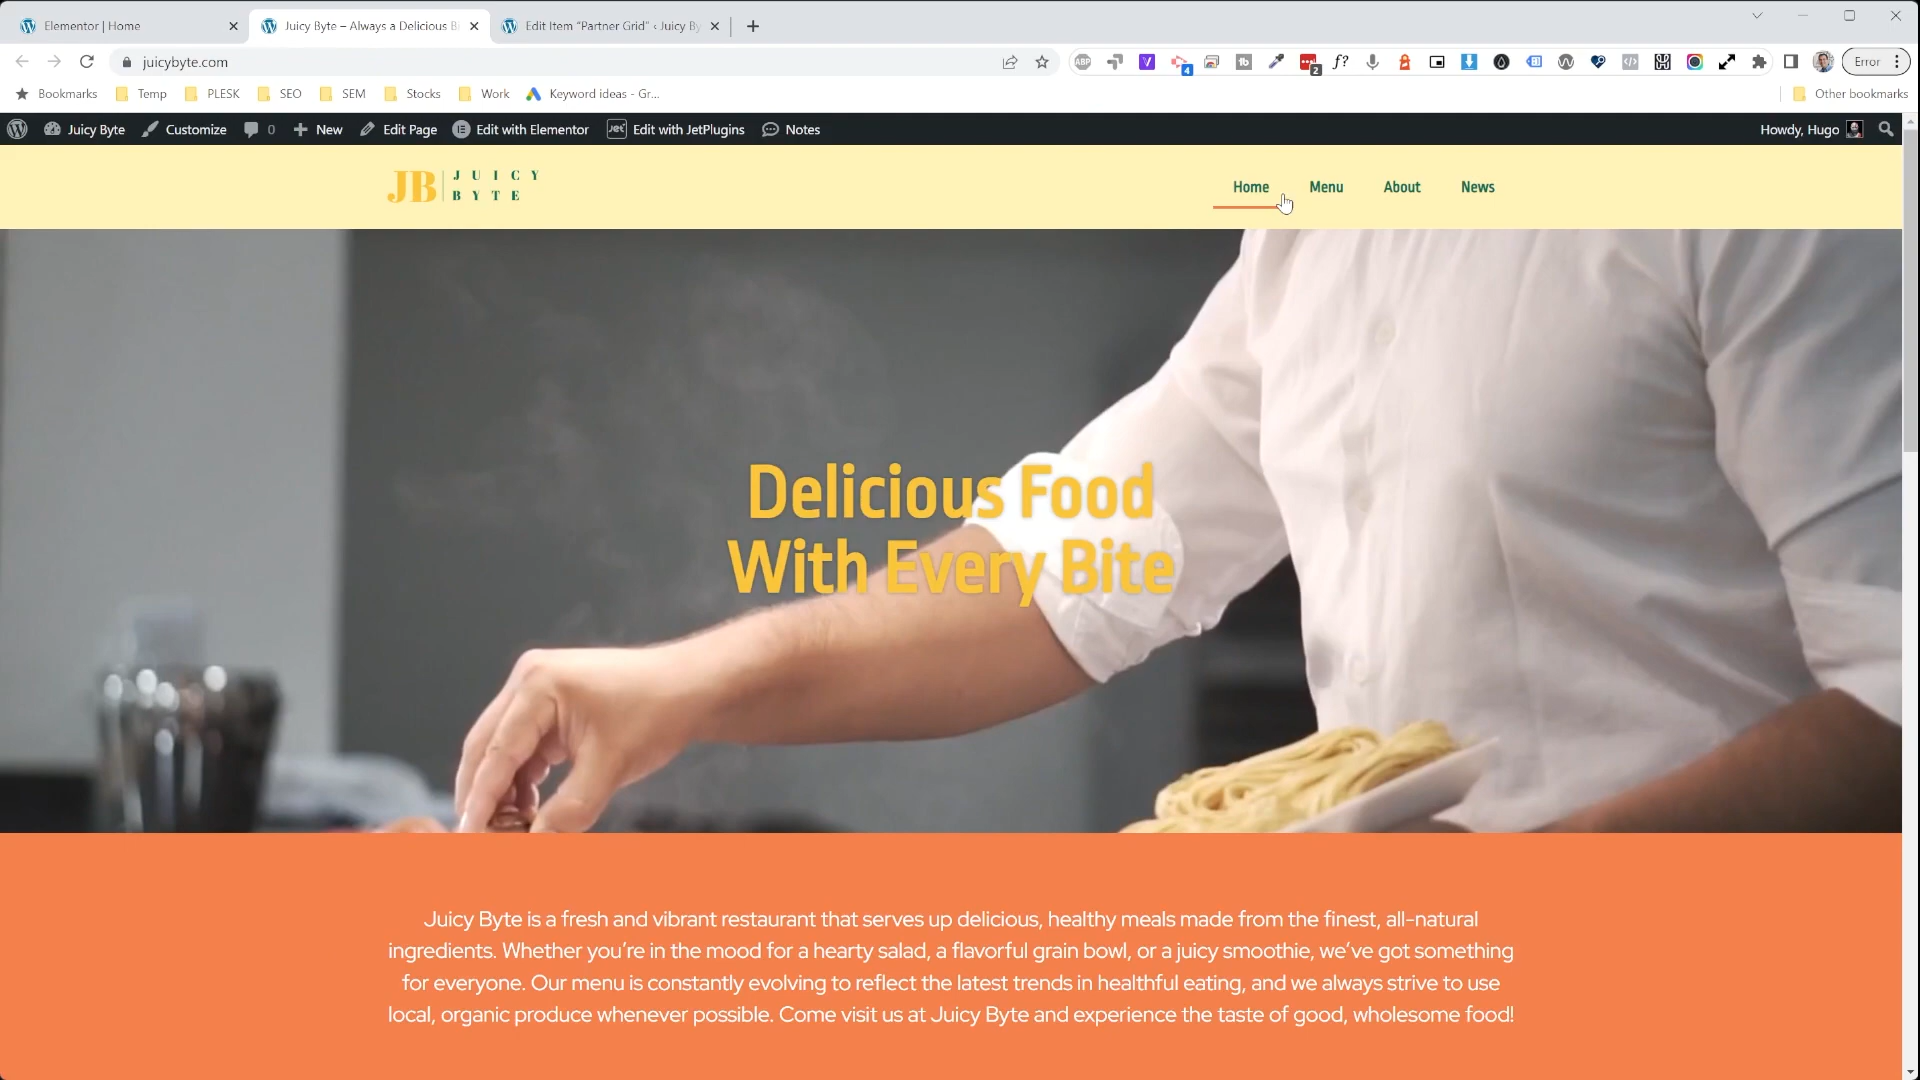 Elementor | Home
Juicy Byte – Always a Delicious B
Edit Item “Partner Grid” ‹ Juicy By
juicybyte.com
ABP
4
2
f?
Error
Bookmarks
Temp
PLESK
SEO
SEM
Stocks
Work
Keyword ideas - Gr...
Other bookmarks
Juicy Byte
Customize
0
New
Edit Page
Edit with Elementor
Jet
Edit with JetPlugins
Notes
Howdy, Hugo
JB
JUICY
BYTE
Home
Menu
About
News
Delicious Food
With Every Bite
Juicy Byte is a fresh and vibrant restaurant that serves up delicious, healthy meals made from the finest, all-natural
ingredients. Whether you’re in the mood for a hearty salad, a flavorful grain bowl, or a juicy smoothie, we’ve got something
for everyone. Our menu is constantly evolving to reflect the latest trends in healthful eating, and we always strive to use
local, organic produce whenever possible. Come visit us at Juicy Byte and experience the taste of good, wholesome food!